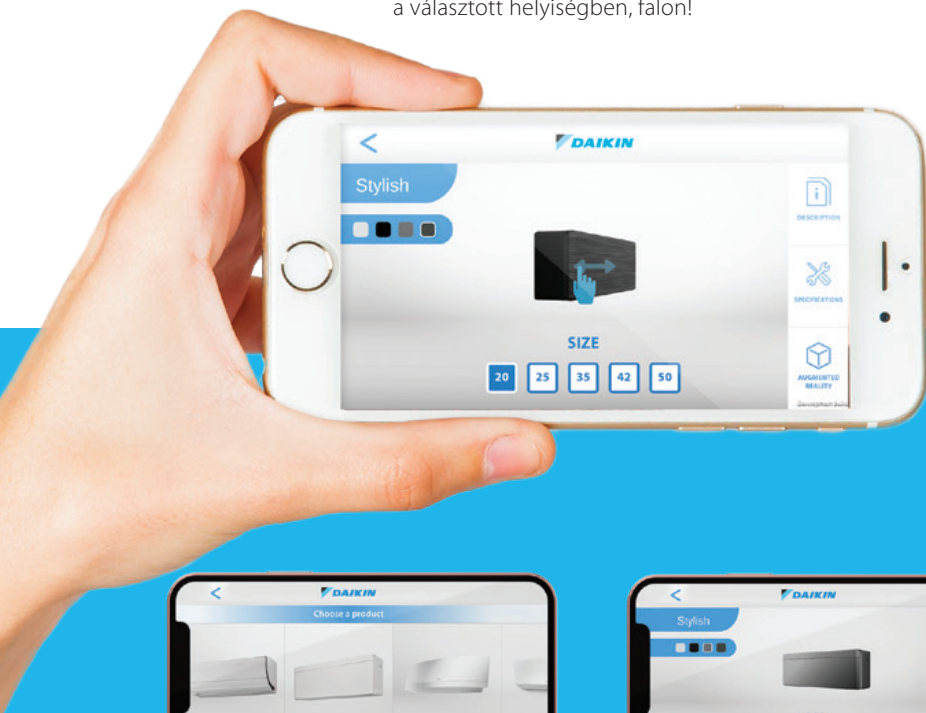 a választott helyiségben, falon!
DAIKIN
Stylish
DESCRIPTION
SPECIFICATIONS
SIZE
20 25 35 42 50
AUGMENTED
REALITY
DAIKIN
Choose a product
DAIKIN
Stylish